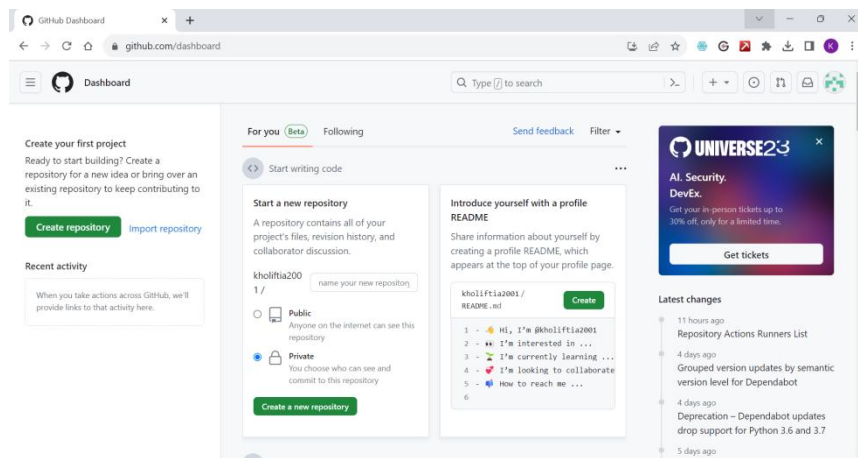 GitHub Dashboard
github.com/dashboard
K
Dashboard
Type / to search
Create your first project
Ready to start building? Create a
repository for a new idea or bring over an
existing repository to keep contributing to
it.
Create repository
Import repository
Recent activity
When you take actions across GitHub, we'll
provide links to that activity here.
For you Beta
Following
Send feedback
Filter
Start writing code
Start a new repository
A repository contains all of your
project's files, revision history, and
collaborator discussion.
kholiftia200
1 /
name your new repository
Public
Anyone on the internet can see this
repository
Private
You choose who can see and
commit to this repository
Create a new repository
Introduce yourself with a profile
README
Share information about yourself by
creating a profile README, which
appears at the top of your profile page.
kholiftia2001 /
README.md
Create
1 - 👋 Hi, I'm @kholiftia2001
2 - 👀 I'm interested in ...
3 - 🌱 I'm currently learning ...
4 - 💞️ I'm looking to collaborate
5 - 📫 How to reach me ...
6
UNIVERSE23
AI. Security.
DevEx.
Get your in-person tickets up to
30% off, only for a limited time.
Get tickets
Latest changes
11 hours ago
Repository Actions Runners List
4 days ago
Grouped version updates by semantic
version level for Dependabot
4 days ago
Deprecation – Dependabot updates
drop support for Python 3.6 and 3.7
5 days ago